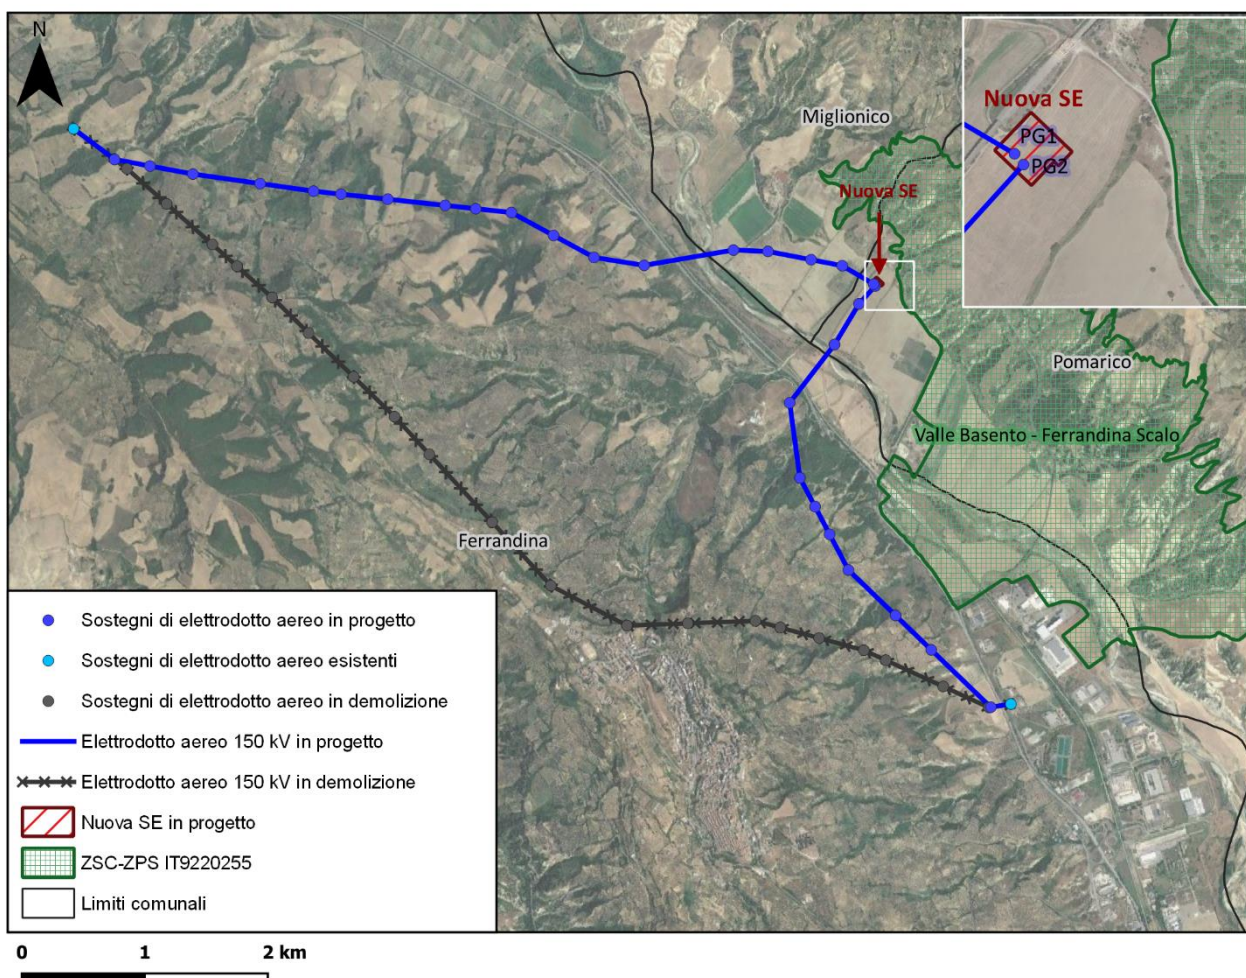 N
Miglionico
Nuova SE
Nuova SE
PG1
PG2
Pomarico
Valle Basento - Ferrandina Scalo
Ferrandina
Sostegni di elettrodotto aereo in progetto
Sostegni di elettrodotto aereo esistenti
Sostegni di elettrodotto aereo in demolizione
Elettrodotto aereo 150 kV in progetto
Elettrodotto aereo 150 kV in demolizione
Nuova SE in progetto
ZSC-ZPS IT9220255
Limiti comunali
0 1 2 km